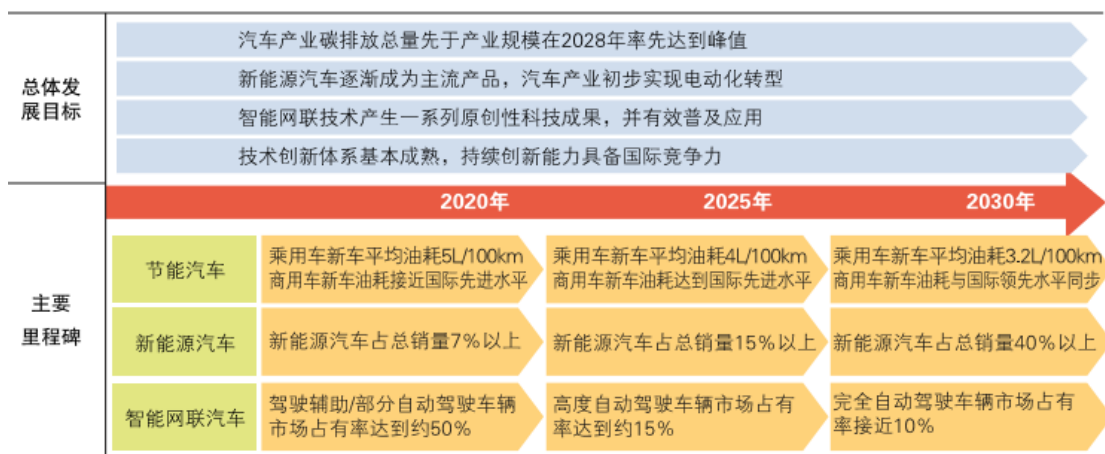 总体发
展目标
汽车产业碳排放总量先于产业规模在2028年率先达到峰值
新能源汽车逐渐成为主流产品，汽车产业初步实现电动化转型
智能网联技术产生一系列原创性科技成果，并有效普及应用
技术创新体系基本成熟，持续创新能力具备国际竞争力
2020年
2025年
2030年
主要
里程碑
节能汽车
乘用车新车平均油耗5L/100km
商用车新车油耗接近国际先进水平
乘用车新车平均油耗4L/100km
商用车新车油耗达到国际先进水平
乘用车新车平均油耗3.2L/100km
商用车新车油耗与国际领先水平同步
新能源汽车
新能源汽车占总销量7%以上
新能源汽车占总销量15%以上
新能源汽车占总销量40%以上
智能网联汽车
驾驶辅助/部分自动驾驶车辆
市场占有率达到约50%
高度自动驾驶车辆市场占有
率达到约15%
完全自动驾驶车辆市场占有
率接近10%